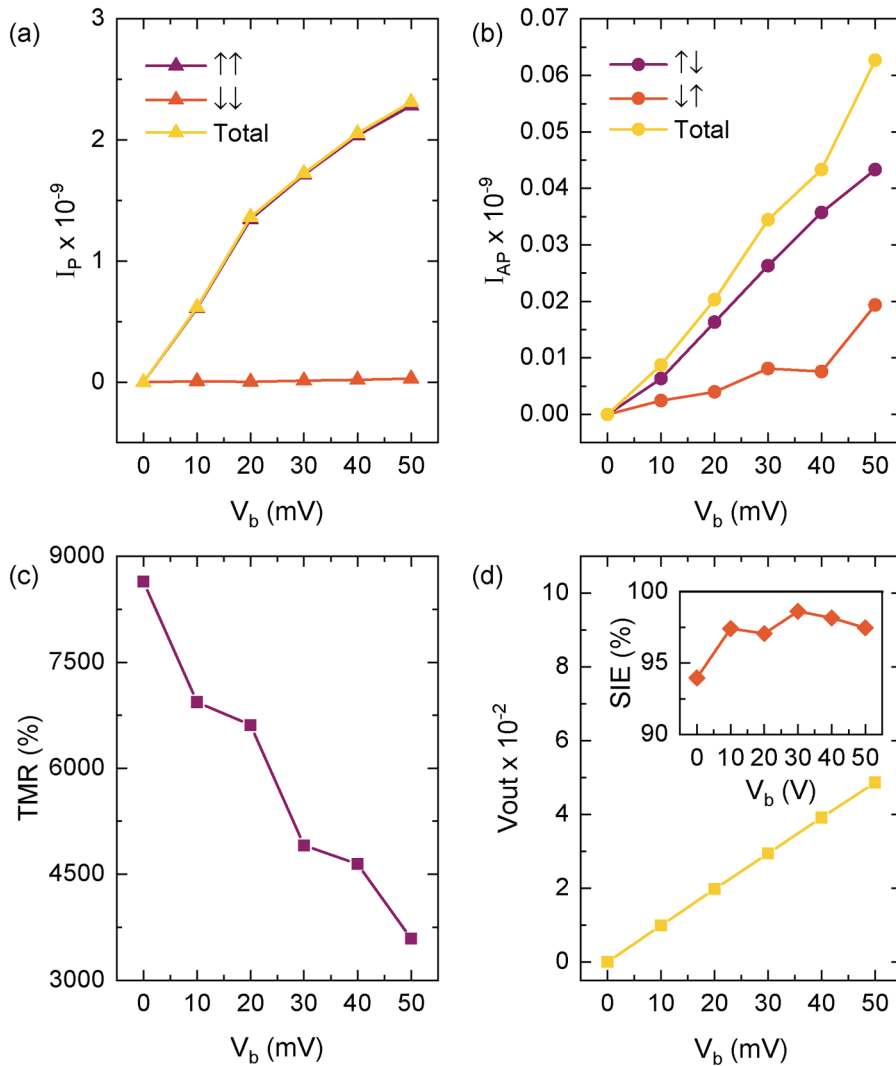 (a)
3
2
1
0
I_P x 10⁻⁹
↑↑
↓↓
Total
0 10 20 30 40 50
V_b (mV)
(b)
0.07
0.06
0.05
0.04
0.03
0.02
0.01
0.00
I_AP x 10⁻⁹
↑↓
↓↑
Total
0 10 20 30 40 50
V_b (mV)
(c)
9000
7500
6000
4500
3000
TMR (%)
0 10 20 30 40 50
V_b (mV)
(d)
10
8
6
4
2
0
Vout x 10⁻²
100
95
90
SIE (%)
0 10 20 30 40 50
V_b (V)
0 10 20 30 40 50
V_b (mV)